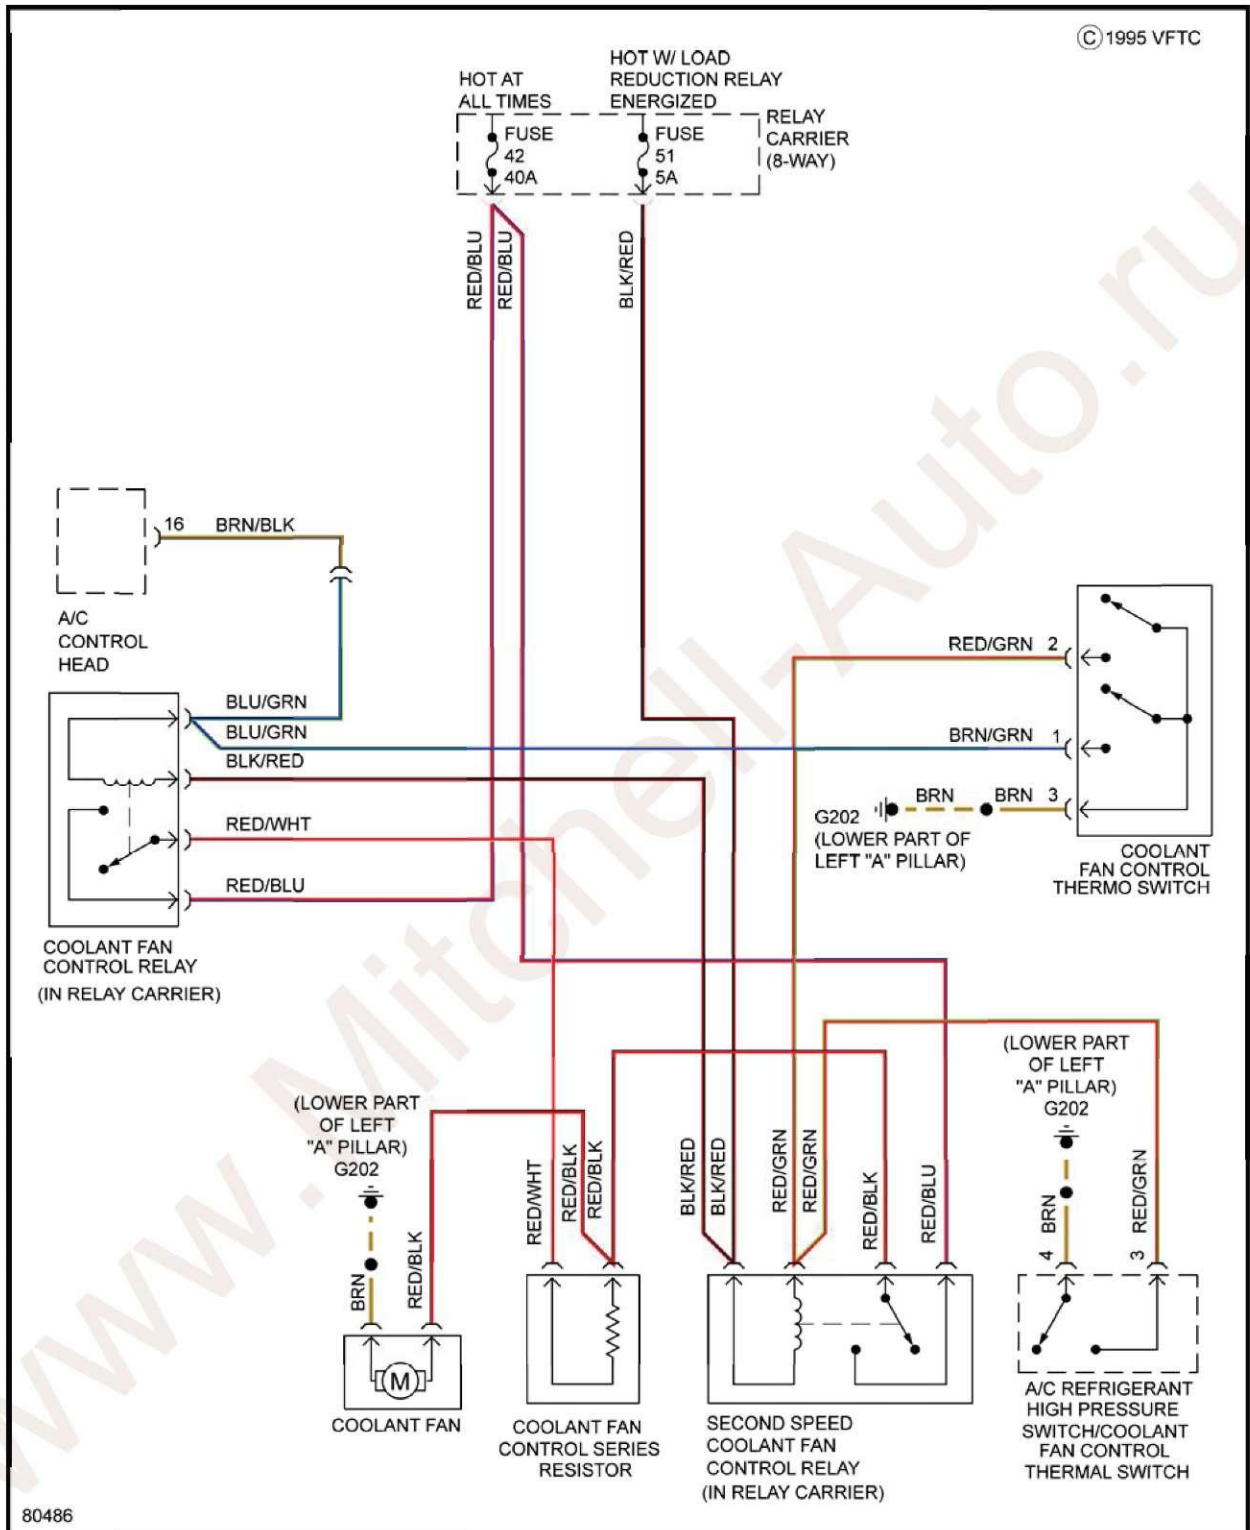 © 1995 VFTC
HOT AT
ALL TIMES
HOT W/ LOAD
REDUCTION RELAY
ENERGIZED
FUSE
42
40A
FUSE
51
5A
RELAY
CARRIER
(8-WAY)
RED/BLU
RED/BLU
BLK/RED
16
BRN/BLK
A/C
CONTROL
HEAD
BLU/GRN
BLU/GRN
BLK/RED
RED/WHT
RED/BLU
COOLANT FAN
CONTROL RELAY
(IN RELAY CARRIER)
RED/GRN 2
BRN/GRN 1
BRN
BRN 3
G202
(LOWER PART OF
LEFT "A" PILLAR)
COOLANT
FAN CONTROL
THERMO SWITCH
(LOWER PART
OF LEFT
"A" PILLAR)
G202
BRN
RED/BLK
M
COOLANT FAN
RED/WHT
RED/BLK
RED/BLK
COOLANT FAN
CONTROL SERIES
RESISTOR
BLK/RED
BLK/RED
RED/GRN
RED/GRN
RED/BLK
RED/BLU
SECOND SPEED
COOLANT FAN
CONTROL RELAY
(IN RELAY CARRIER)
(LOWER PART
OF LEFT
"A" PILLAR)
G202
BRN
4
RED/GRN
3
A/C REFRIGERANT
HIGH PRESSURE
SWITCH/COOLANT
FAN CONTROL
THERMAL SWITCH
80486
www.Mitchell-Auto.ru